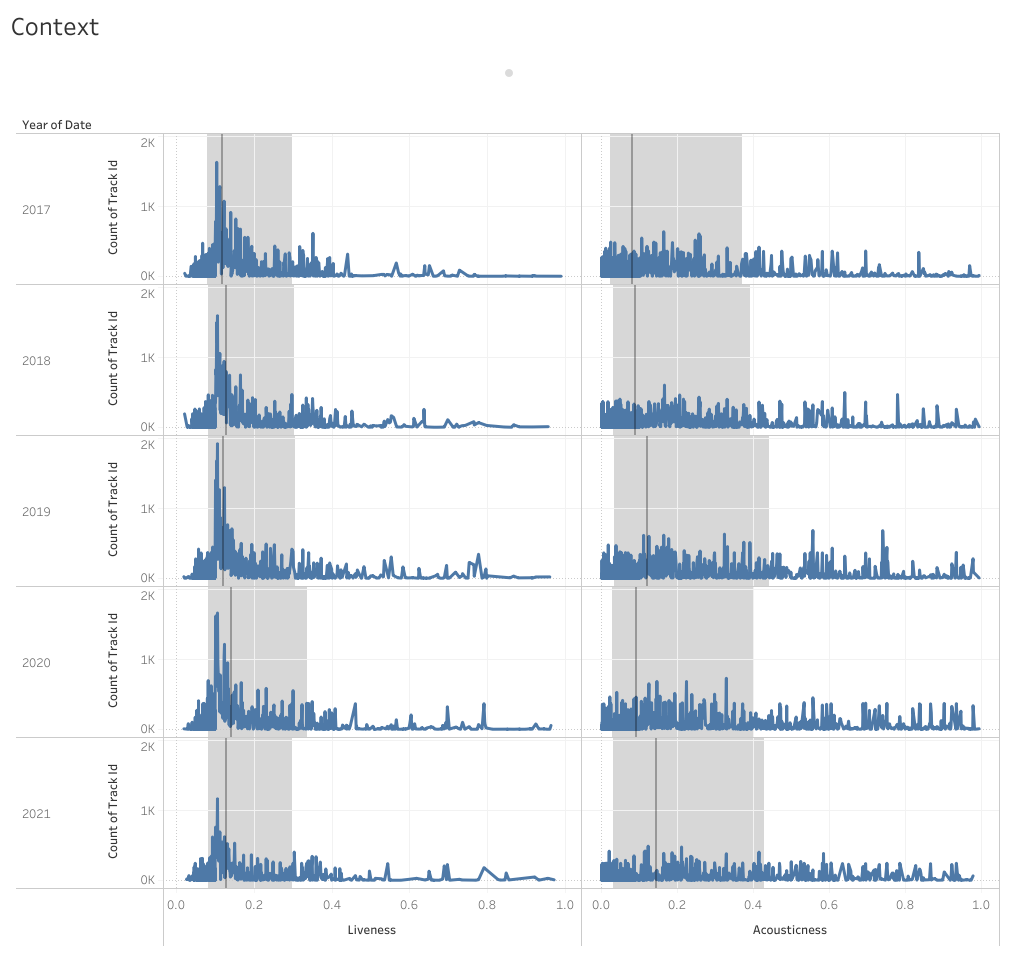 Context
Year of Date
2017
Count of Track Id
2K
1K
0K
2018
Count of Track Id
2K
1K
0K
2019
Count of Track Id
2K
1K
0K
2020
Count of Track Id
2K
1K
0K
2021
Count of Track Id
2K
1K
0K
0.0 0.2 0.4 0.6 0.8 1.0 0.0 0.2 0.4 0.6 0.8 1.0
Liveness Acousticness